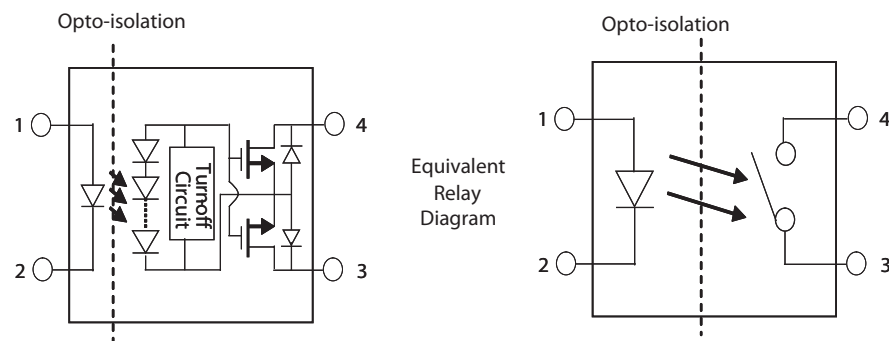 Opto-isolation
1
2
Turnoff
Circuit
4
3
Equivalent
Relay
Diagram
Opto-isolation
1
2
4
3